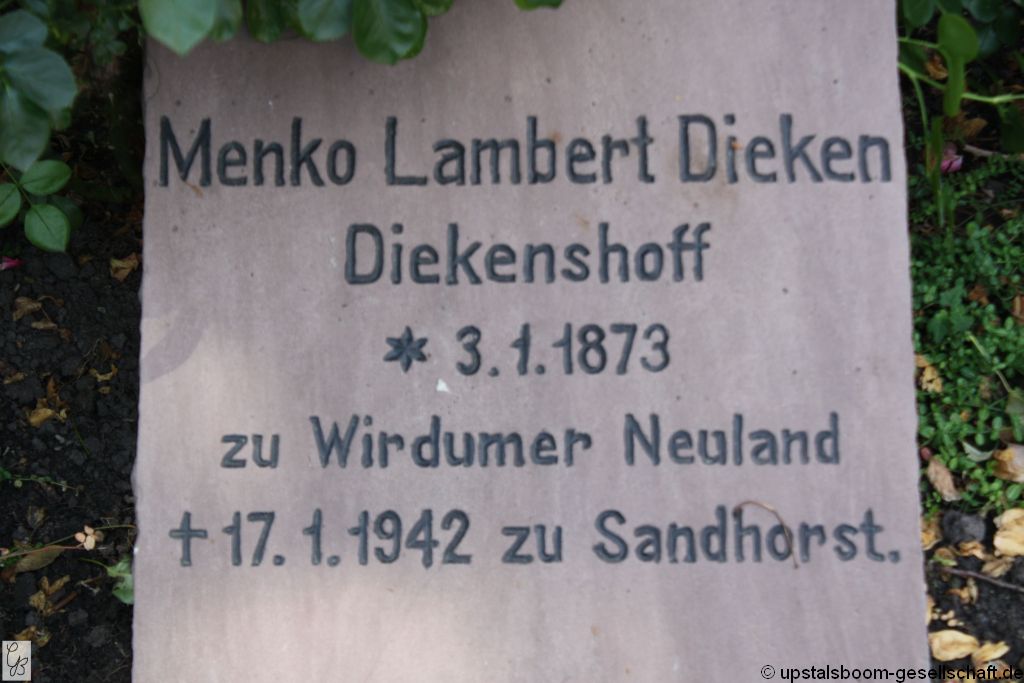 Menko Lambert Dieken
Diekenshoff
* 3.1.1873
zu Wirdumer Neuland
† 17.1.1942 zu Sandhorst.
© upstalsboom-gesellschaft.de